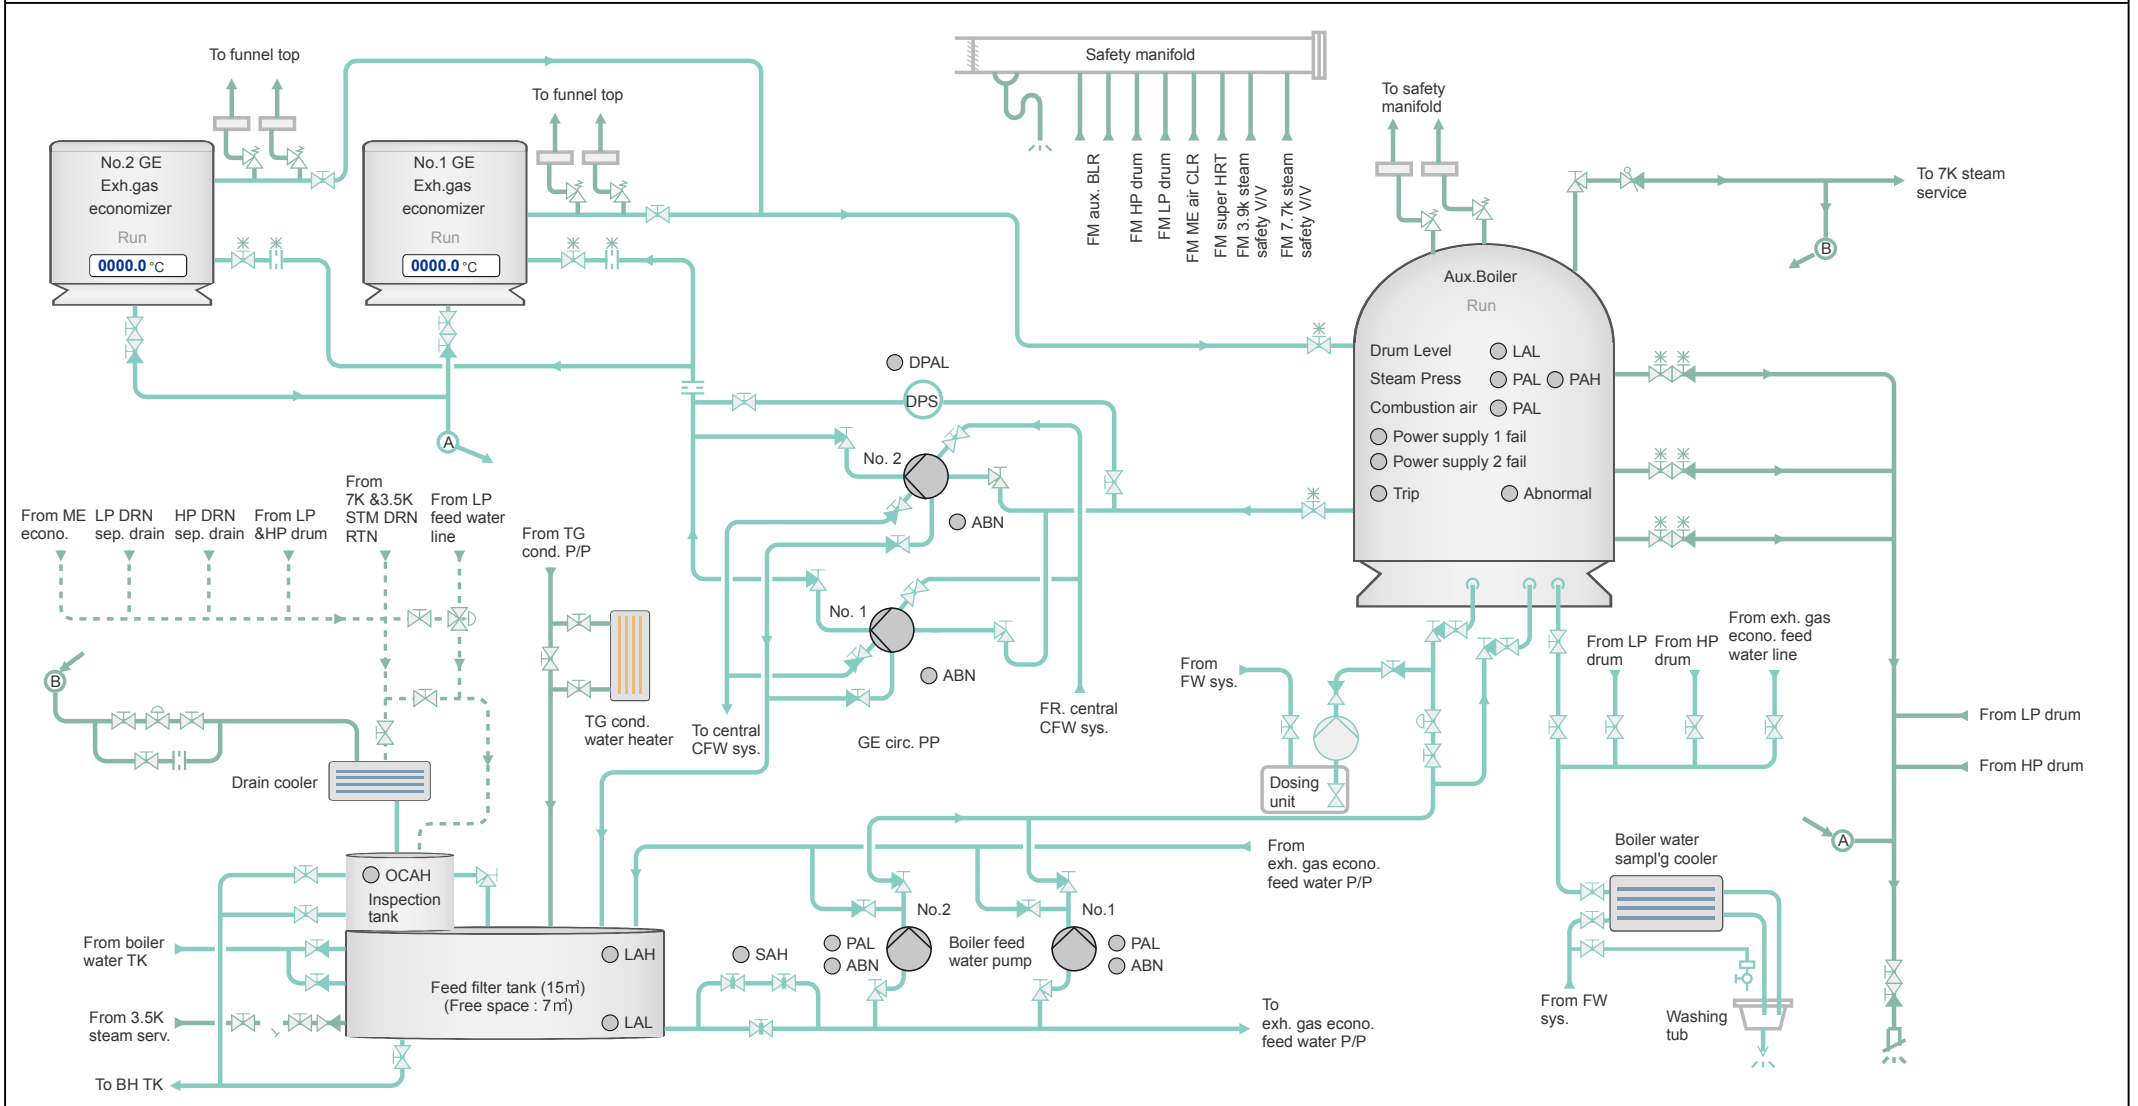 To funnel top
To funnel top
Safety manifold
To safety
manifold
No.2 GE
Exh.gas
economizer
Run
0000.0 °C
No.1 GE
Exh.gas
economizer
Run
0000.0 °C
FM aux. BLR
FM HP drum
FM LP drum
FM ME air CLR
FM super HRT
FM 3.9k steam
safety V/V
FM 7.7k steam
safety V/V
To 7K steam
service
B
Aux.Boiler
Run
Drum Level
LAL
Steam Press
PAL
PAH
Combustion air
PAL
Power supply 1 fail
Power supply 2 fail
Trip
Abnormal
DPAL
DPS
A
No. 2
ABN
No. 1
ABN
From ME
econo.
LP DRN
sep. drain
HP DRN
sep. drain
From LP
&HP drum
From
7K &3.5K
STM DRN
RTN
From LP
feed water
line
From TG
cond. P/P
B
TG cond.
water heater
To central
CFW sys.
GE circ. PP
FR. central
CFW sys.
From
FW sys.
Dosing
unit
From LP
drum
From HP
drum
From exh. gas
econo. feed
water line
From LP drum
From HP drum
A
Drain cooler
OCAH
Inspection
tank
From boiler
water TK
From 3.5K
steam serv.
To BH TK
Feed filter tank (15㎥)
(Free space : 7㎥)
LAH
LAL
SAH
PAL
ABN
No.2
Boiler feed
water pump
No.1
PAL
ABN
From
exh. gas econo.
feed water P/P
To
exh. gas econo.
feed water P/P
Boiler water
sampl'g cooler
From FW
sys.
Washing
tub